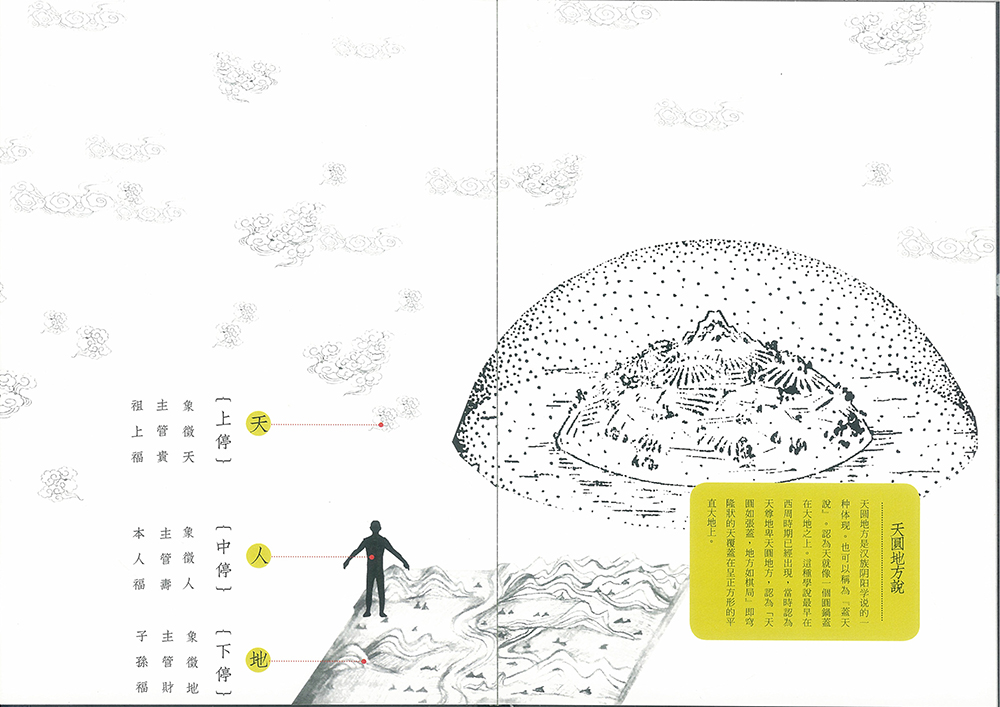 天圓地方說
天圆地方是汉族阴阳学说的一
种体现。也可以稱為「蓋天
說」。認為天就像一個圓鍋蓋
在大地之上。這種學說最早在
西周時期已經出現，當時認為
天尊地卑天圓地方，認為「天
圓如張蓋，地方如棋局」即穹
隆狀的天覆蓋在呈正方形的平
直大地上。
天
{上停}
象徵天
主管貴
祖上福
人
{中停}
象徵人
主管壽
本人福
地
{下停}
象徵地
主管財
子孫福